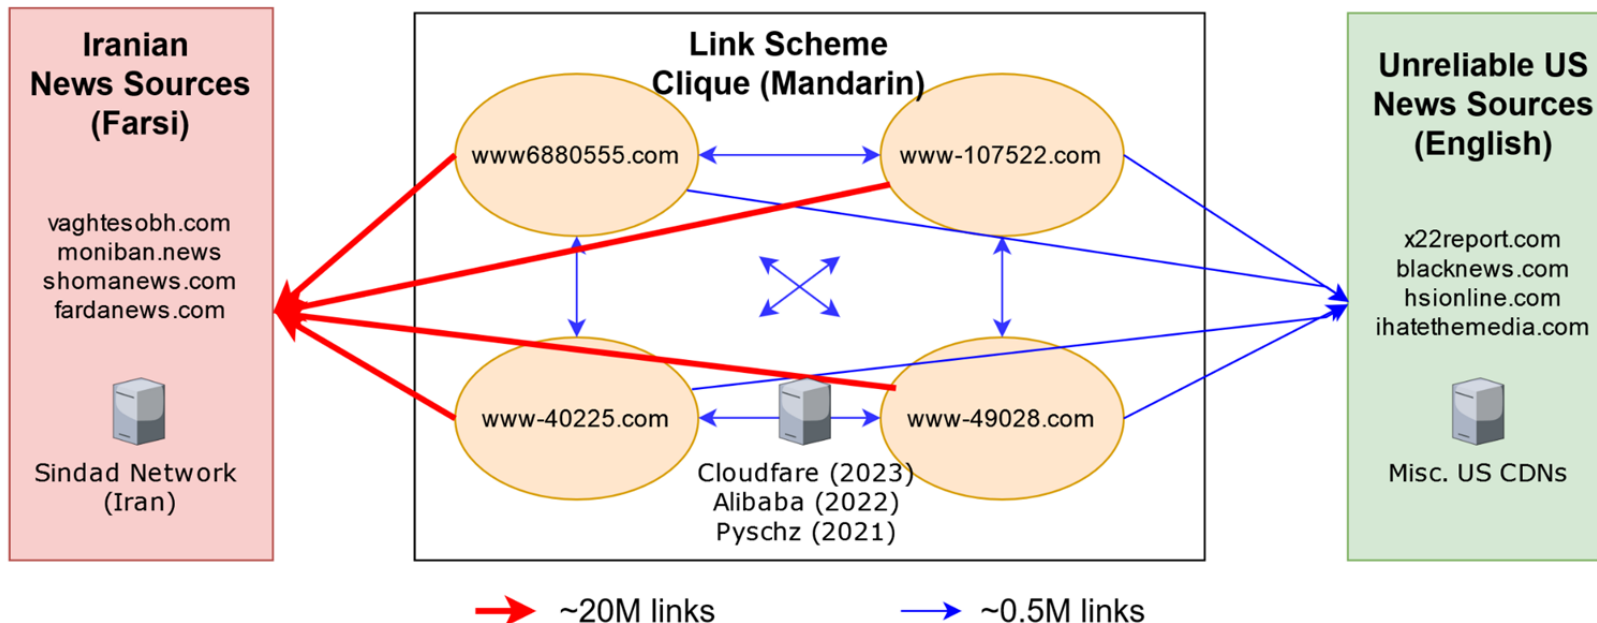 Iranian
News Sources
(Farsi)
vaghtesobh.com
moniban.news
shomanews.com
fardanews.com
Sindad Network
(Iran)
Link Scheme
Clique (Mandarin)
www6880555.com
www-107522.com
www-40225.com
www-49028.com
Cloudfare (2023)
Alibaba (2022)
Pyschz (2021)
Unreliable US
News Sources
(English)
x22report.com
blacknews.com
hsionline.com
ihatethemedia.com
Misc. US CDNs
~20M links
~0.5M links